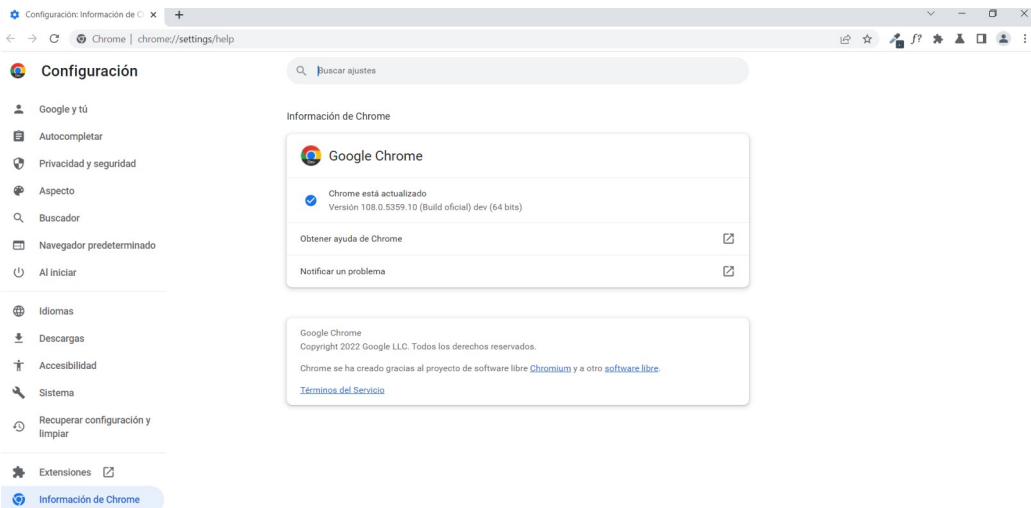 Configuración: Información de C
Chrome | chrome://settings/help
f?
Configuración
Buscar ajustes
Google y tú
Autocompletar
Privacidad y seguridad
Aspecto
Buscador
Navegador predeterminado
Al iniciar
Idiomas
Descargas
Accesibilidad
Sistema
Recuperar configuración y
limpiar
Extensiones
Información de Chrome
Información de Chrome
Google Chrome
Chrome está actualizado
Versión 108.0.5359.10 (Build oficial) dev (64 bits)
Obtener ayuda de Chrome
Notificar un problema
Google Chrome
Copyright 2022 Google LLC. Todos los derechos reservados.
Chrome se ha creado gracias al proyecto de software libre Chromium y a otro software libre.
Términos del Servicio